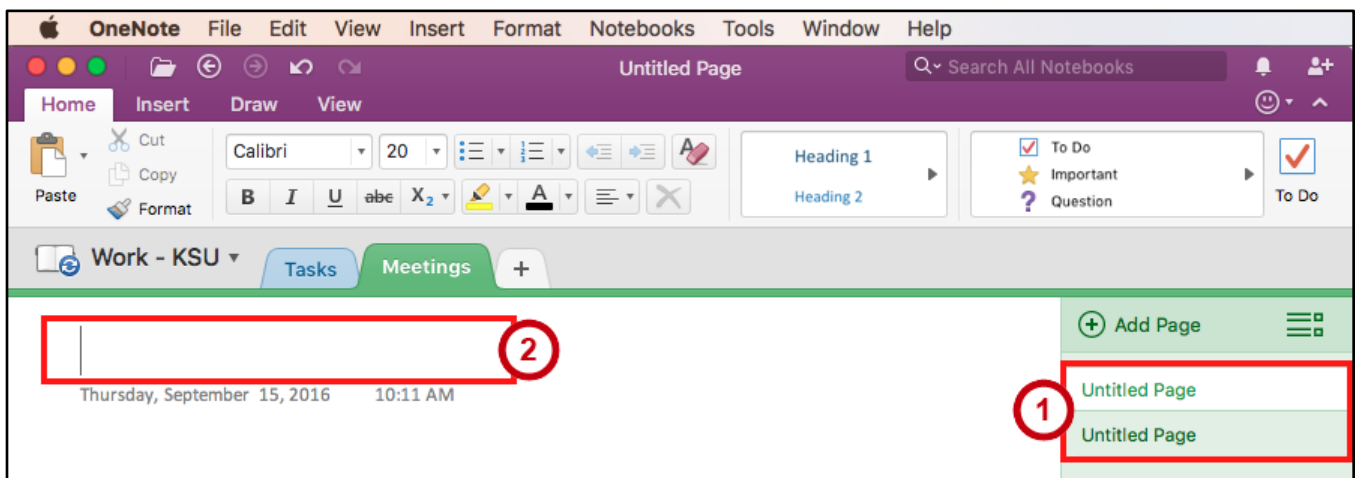 OneNote File Edit View Insert Format Notebooks Tools Window Help
Untitled Page
Search All Notebooks
Home Insert Draw View
Paste
Cut
Copy
Format
Calibri 20
B I U abc X2 A
Heading 1
Heading 2
To Do
Important
Question
To Do
Work - KSU Tasks Meetings +
2
Thursday, September 15, 2016 10:11 AM
Add Page
1
Untitled Page
Untitled Page